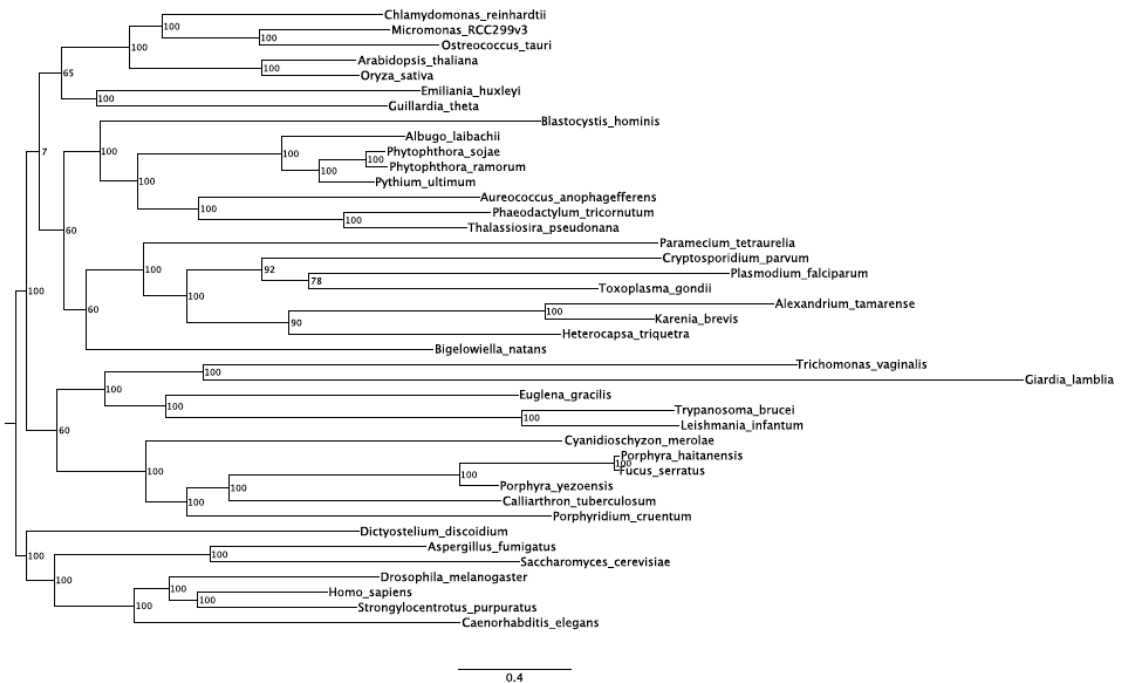 Chlamydomonas_reinhardtii
Micromonas_RCC299v3
100
100
Ostreococcus_tauri
100
Arabidopsis_thaliana
100
Oryza_sativa
65
Emiliania_huxleyi
100
Guillardia_theta
Blastocystis_hominis
7
Albugo_laibachii
100
100
Phytophthora_sojae
100
Phytophthora_ramorum
100
100
Pythium_ultimum
Aureococcus_anophagefferens
100
Phaeodactylum_tricornutum
100
Thalassiosira_pseudonana
60
Paramecium_tetraurelia
Cryptosporidium_parvum
100
92
Plasmodium_falciparum
78
Toxoplasma_gondii
100
100
Alexandrium_tamarense
100
Karenia_brevis
60
90
Heterocapsa_triquetra
Bigelowiella_natans
Trichomonas_vaginalis
100
Giardia_lamblia
100
Euglena_gracilis
100
Trypanosoma_brucei
100
Leishmania_infantum
60
Cyanidioschyzon_merolae
Porphyra_haitanensis
100
Fucus_serratus
100
100
Porphyra_yezoensis
100
Calliarthron_tuberculosum
100
Porphyridium_cruentum
Dictyostelium_discoidium
Aspergillus_fumigatus
100
100
Saccharomyces_cerevisiae
100
Drosophila_melanogaster
100
Homo_sapiens
100
100
Strongylocentrotus_purpuratus
Caenorhabditis_elegans
0.4